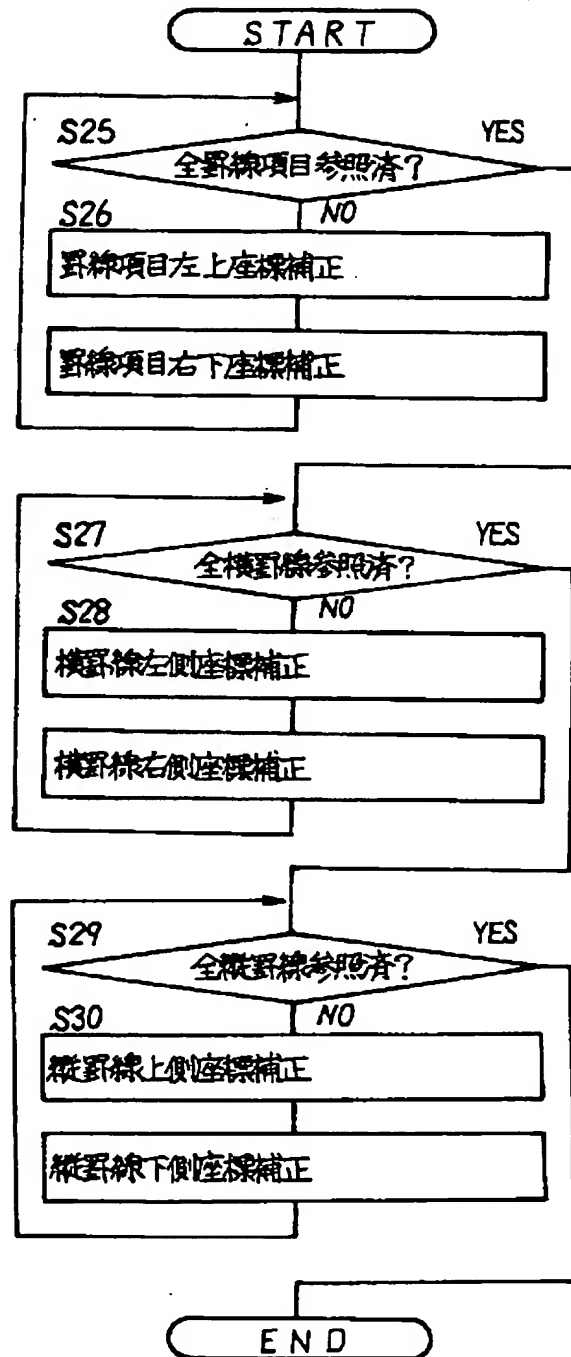 START
S25
YES
全罫線項目参照済?
S26
NO
罫線項目左上座標補正
罫線項目右下座標補正
S27
YES
全横罫線参照済?
S28
NO
横罫線左側座標補正
横罫線右側座標補正
S29
YES
全縦罫線参照済?
S30
NO
縦罫線上側座標補正
縦罫線下側座標補正
END